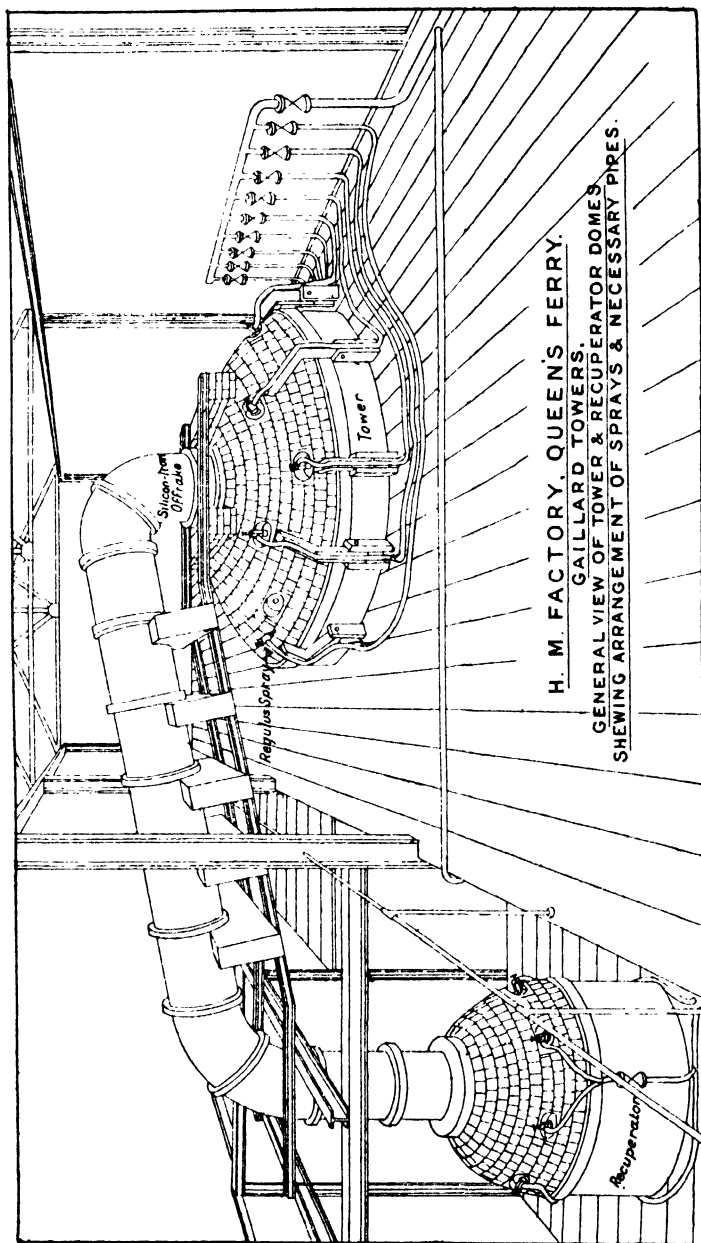 Silicon-Iron
Offtake
Tower
Regulus Spray
Recuperator
H. M. FACTORY, QUEEN'S FERRY.
GAILLARD TOWERS.
GENERAL VIEW OF TOWER & RECUPERATOR DOMES
SHEWING ARRANGEMENT OF SPRAYS & NECESSARY PIPES.